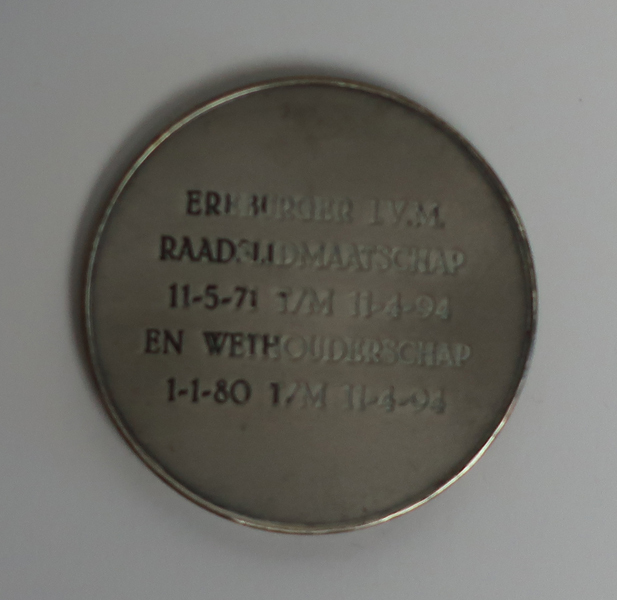 EREBURGER I.V.M.
RAADSLIDMAATSCHAP
11-5-71 T/M 11-4-94
EN WETHOUDERSCHAP
1-1-80 T/M 11-4-94